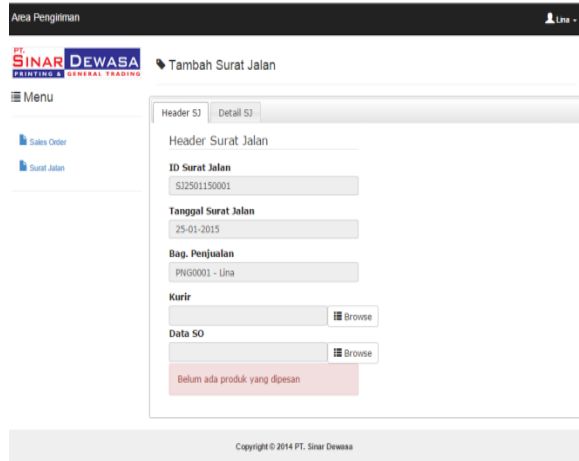 Area Pengiriman
Lina
PT.
SINAR DEWASA
PRINTING & GENERAL TRADING
Tambah Surat Jalan
Menu
Header SJ Detail SJ
Sales Order
Surat Jalan
Header Surat Jalan
ID Surat Jalan
SJ2501150001
Tanggal Surat Jalan
25-01-2015
Bag. Penjualan
PNG0001 - Lina
Kurir
Browse
Data SO
Browse
Belum ada produk yang dipesan
Copyright © 2014 PT. Sinar Dewasa